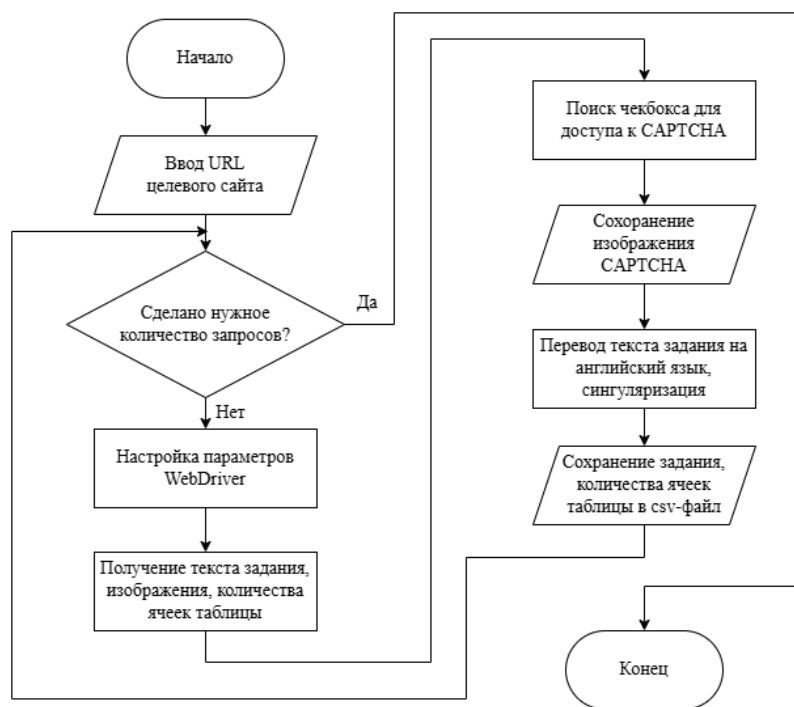 Начало
Ввод URL
целевого сайта
Сделано нужное
количество запросов?
Да
Нет
Настройка параметров
WebDriver
Получение текста задания,
изображения, количества
ячеек таблицы
Поиск чекбокса для
доступа к CAPTCHA
Сохоранение
изображения
CAPTCHA
Перевод текста задания на
английский язык,
сингуляризация
Сохранение задания,
количества ячеек
таблицы в csv-файл
Конец